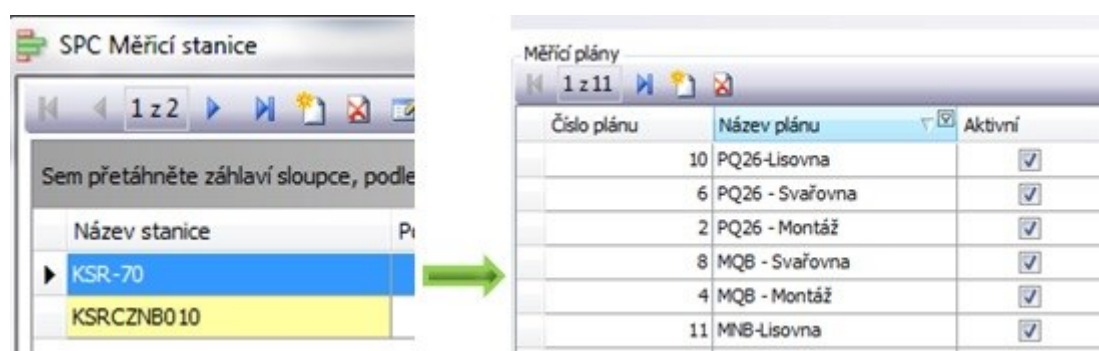 SPC Měřicí stanice
1 z 2
Sem přetáhněte záhlaví sloupce, podle
Název stanice
KSR-70
KSRCZNB010
Měřící plány
1 z 11
Číslo plánu Název plánu Aktivní
10 PQ26-Lisovna
6 PQ26 - Svařovna
2 PQ26 - Montáž
8 MQB - Svařovna
4 MQB - Montáž
11 MNB-Lisovna